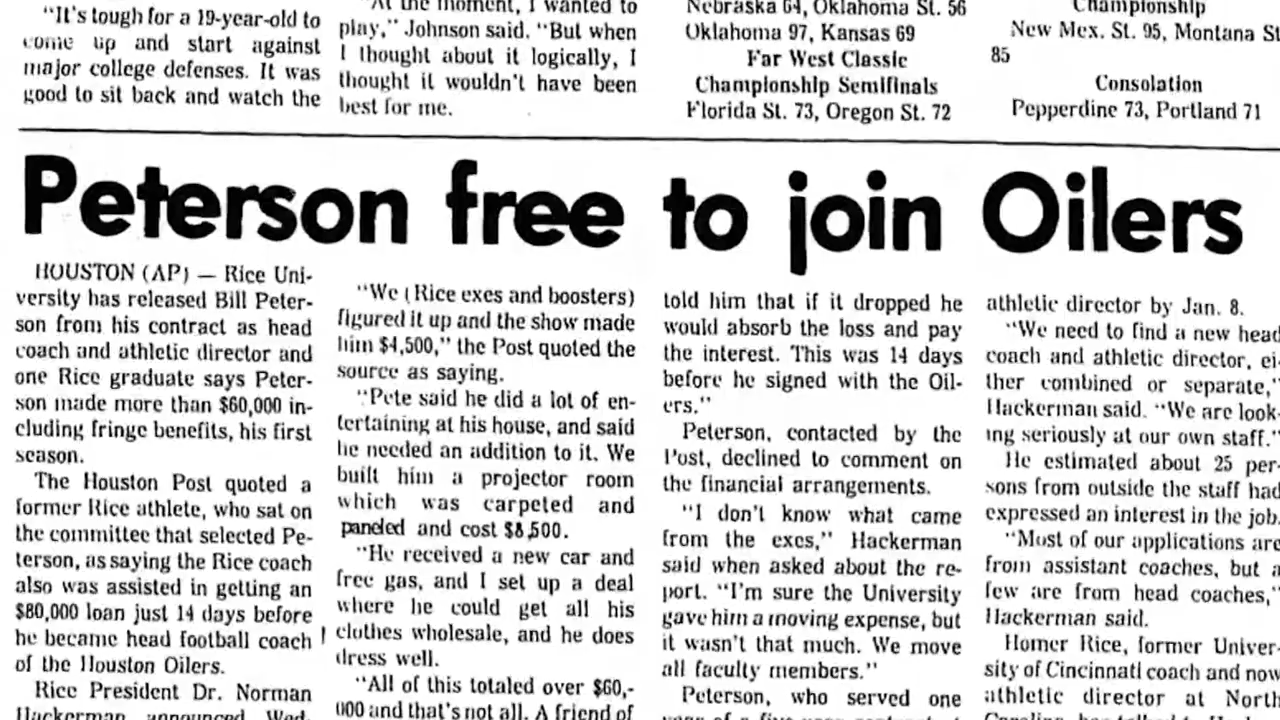 "It's tough for a 19-year-old to
come up and start against
major college defenses. It was
good to sit back and watch the
"At the moment, I wanted to
play," Johnson said. "But when
I thought about it logically, I
thought it wouldn't have been
best for me.
Nebraska 64, Oklahoma St. 56
Oklahoma 97, Kansas 69
Far West Classic
Championship Semifinals
Florida St. 73, Oregon St. 72
Championship
New Mex. St. 95, Montana St
85
Consolation
Pepperdine 73, Portland 71
Peterson free to join Oilers
HOUSTON (AP) — Rice Uni-
versity has released Bill Peter-
son from his contract as head
coach and athletic director and
one Rice graduate says Peter-
son made more than $60,000 in-
cluding fringe benefits, his first
season.
The Houston Post quoted a
former Rice athlete, who sat on
the committee that selected Pe-
terson, as saying the Rice coach
also was assisted in getting an
$80,000 loan just 14 days before
he became head football coach
of the Houston Oilers.
Rice President Dr. Norman
Hackerman announced Wed-
"We (Rice exes and boosters)
figured it up and the show made
him $4,500," the Post quoted the
source as saying.
"Pete said he did a lot of en-
tertaining at his house, and said
he needed an addition to it. We
built him a projector room
which was carpeted and
paneled and cost $8,500.
"He received a new car and
free gas, and I set up a deal
where he could get all his
clothes wholesale, and he does
dress well.
"All of this totaled over $60,-
000 and that's not all. A friend of
told him that if it dropped he
would absorb the loss and pay
the interest. This was 14 days
before he signed with the Oil-
ers."
Peterson, contacted by the
Post, declined to comment on
the financial arrangements.
"I don't know what came
from the exes," Hackerman
said when asked about the re-
port. "I'm sure the University
gave him a moving expense, but
it wasn't that much. We move
all faculty members."
Peterson, who served one
year of a five-year contract at
athletic director by Jan. 8.
"We need to find a new head
coach and athletic director, ei-
ther combined or separate,"
Hackerman said. "We are look-
ing seriously at our own staff."
He estimated about 25 per-
sons from outside the staff had
expressed an interest in the job.
"Most of our applications are
from assistant coaches, but a
few are from head coaches,"
Hackerman said.
Homer Rice, former Univer-
sity of Cincinnati coach and now
athletic director at North
Carolina, has talked to